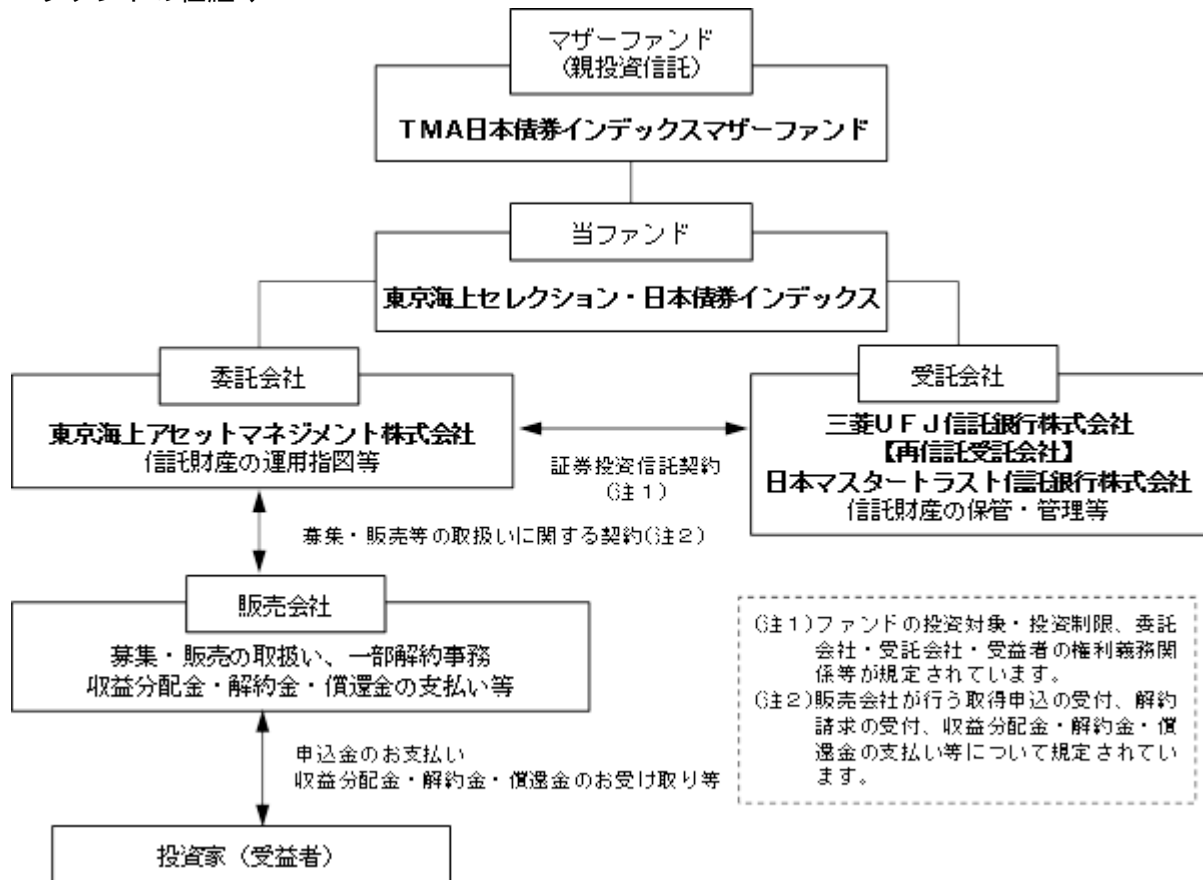 マザーファンド
(親投資信託)
TMA日本債券インデックスマザーファンド
当ファンド
東京海上セレクション・日本債券インデックス
委託会社
東京海上アセットマネジメント株式会社
信託財産の運用指図等
証券投資信託契約
(注1)
受託会社
三菱UFJ信託銀行株式会社
【再信託受託会社】
日本マスタートラスト信託銀行株式会社
信託財産の保管・管理等
募集・販売等の取扱いに関する契約(注2)
販売会社
募集・販売の取扱い、一部解約事務
収益分配金・解約金・償還金の支払い等
(注1)ファンドの投資対象・投資制限、委託
会社・受託会社・受益者の権利義務関
係等が規定されています。
(注2)販売会社が行う取得申込の受付、解約
請求の受付、収益分配金・解約金・償
還金の支払い等について規定されてい
ます。
申込金のお支払い
収益分配金・解約金・償還金のお受け取り等
投資家(受益者)